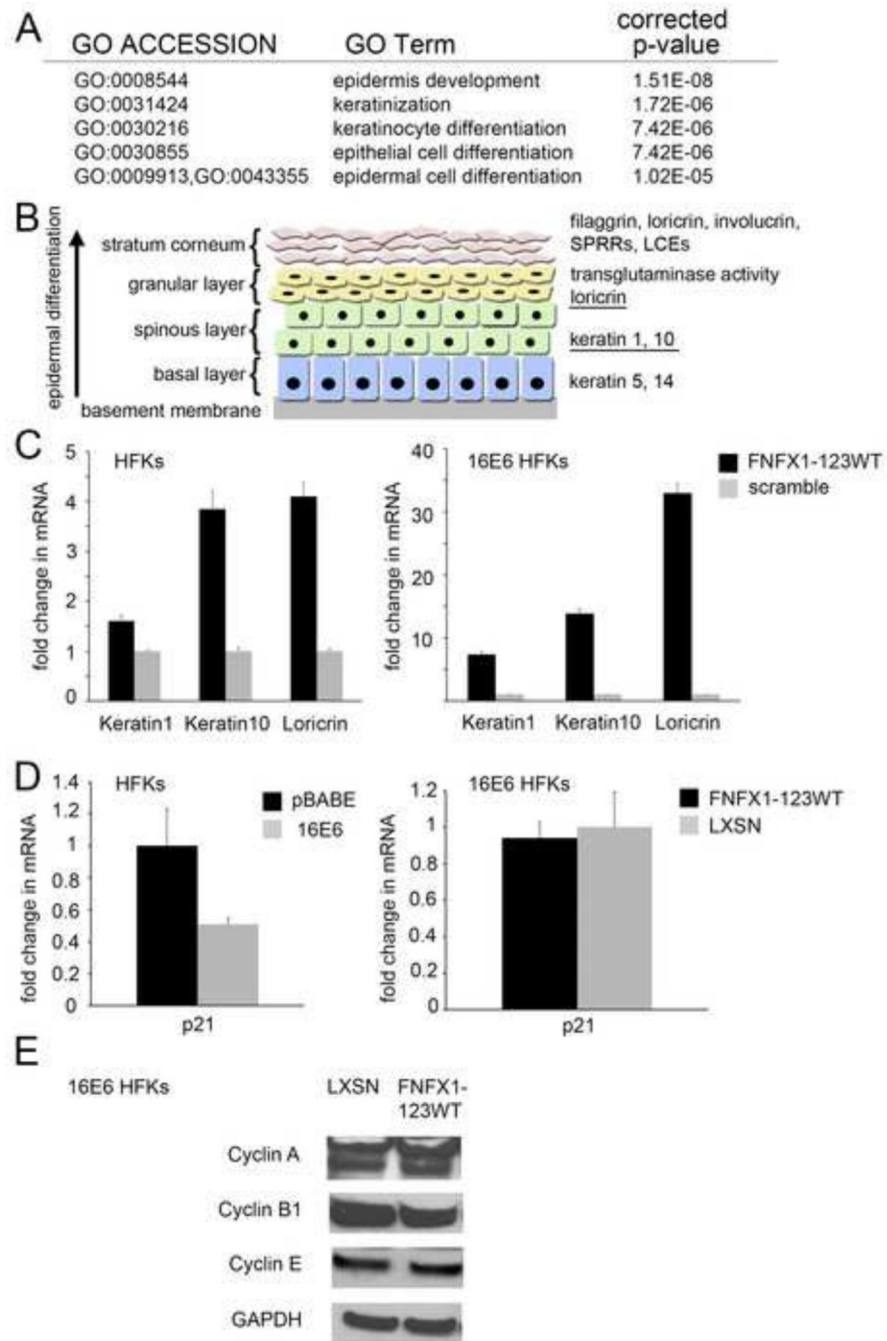 A
GO ACCESSION GO Term corrected p-value
GO:0008544 epidermis development 1.51E-08
GO:0031424 keratinization 1.72E-06
GO:0030216 keratinocyte differentiation 7.42E-06
GO:0030855 epithelial cell differentiation 7.42E-06
GO:0009913,GO:0043355 epidermal cell differentiation 1.02E-05
B
epidermal differentiation
stratum corneum
granular layer
spinous layer
basal layer
basement membrane
filaggrin, loricrin, involucrin,
SPRRs, LCEs
transglutaminase activity
loricrin
keratin 1, 10
keratin 5, 14
C
HFKs
fold change in mRNA
5
4
3
2
1
0
Keratin1 Keratin10 Loricrin
16E6 HFKs
fold change in mRNA
40
30
20
10
Keratin1 Keratin10 Loricrin
FNFX1-123WT
scramble
D
HFKs
fold change in mRNA
1.4
1.2
1
0.8
0.6
0.4
0.2
0
p21
pBABE
16E6
16E6 HFKs
fold change in mRNA
1.2
1
0.8
0.6
0.4
0.2
0
p21
FNFX1-123WT
LXSN
E
16E6 HFKs
LXSN FNFX1-
123WT
Cyclin A
Cyclin B1
Cyclin E
GAPDH